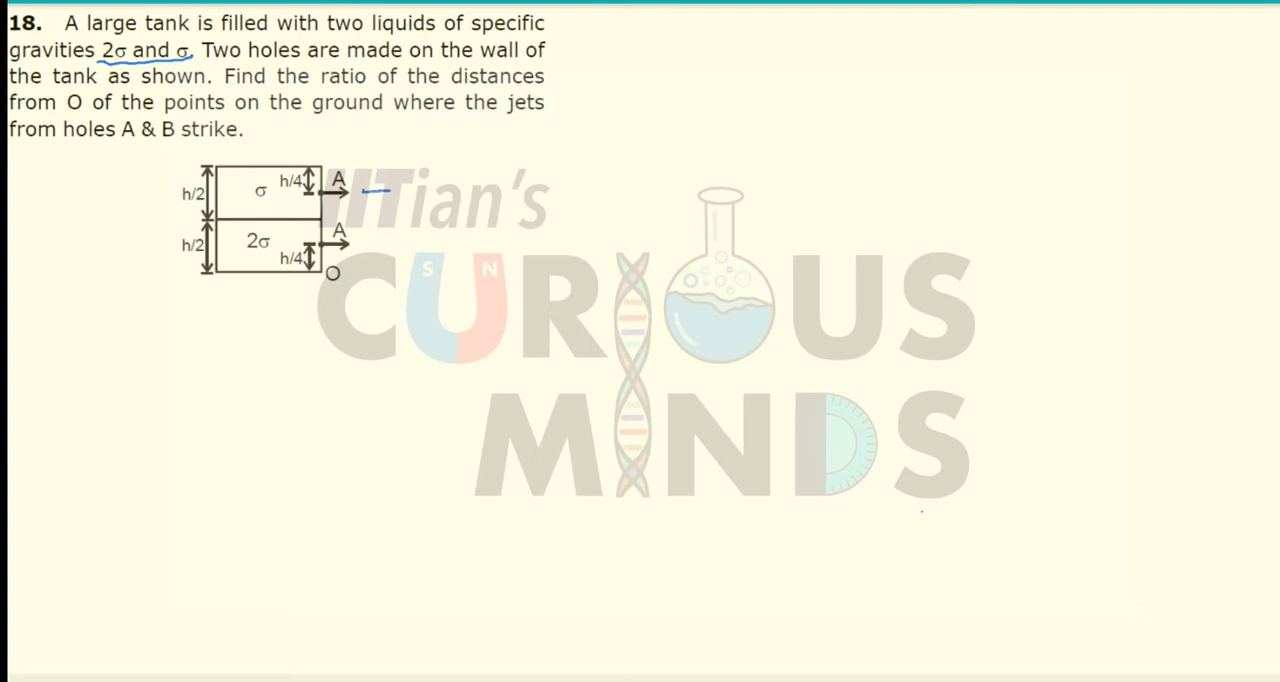 18. A large tank is filled with two liquids of specific
gravities 2σ and σ. Two holes are made on the wall of
the tank as shown. Find the ratio of the distances
from O of the points on the ground where the jets
from holes A & B strike.
h/2
σ
h/4
A
h/2
2σ
h/4
A
O
IITian's
CURIOUS
S N
MINDS